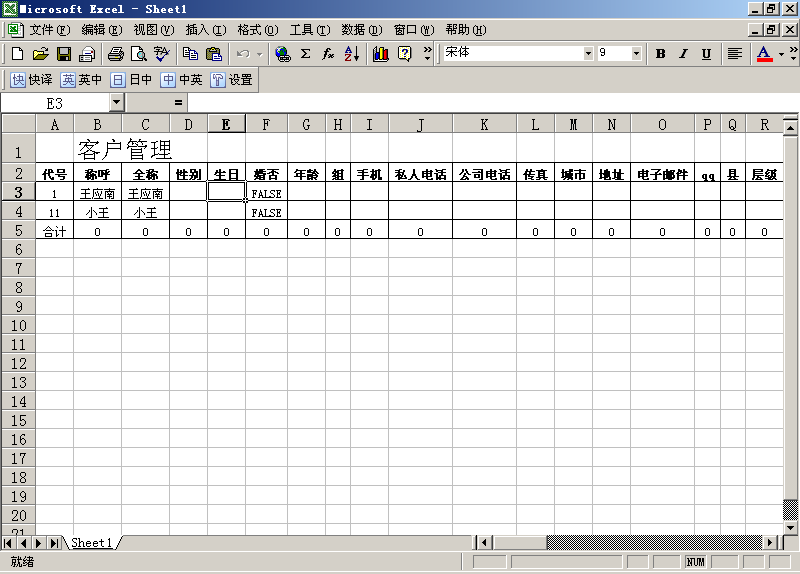 Microsoft Excel - Sheet1
文件(F) 编辑(E) 视图(V) 插入(I) 格式(O) 工具(T) 数据(D) 窗口(W) 帮助(H)
宋体 9 B I U A
快 快译 英 英中 日 日中 中 中英 设置
E3 =
A B C D E F G H I J K L M N O P Q R
1 客户管理
2 代号 称呼 全称 性别 生日 婚否 年龄 组 手机 私人电话 公司电话 传真 城市 地址 电子邮件 qq 县 层级
3 1 王应南 王应南 FALSE
4 11 小王 小王 FALSE
5 合计 0 0 0 0 0 0 0 0 0 0 0 0 0 0 0 0 0
6
7
8
9
10
11
12
13
14
15
16
17
18
19
20
21
Sheet1
就绪 NUM